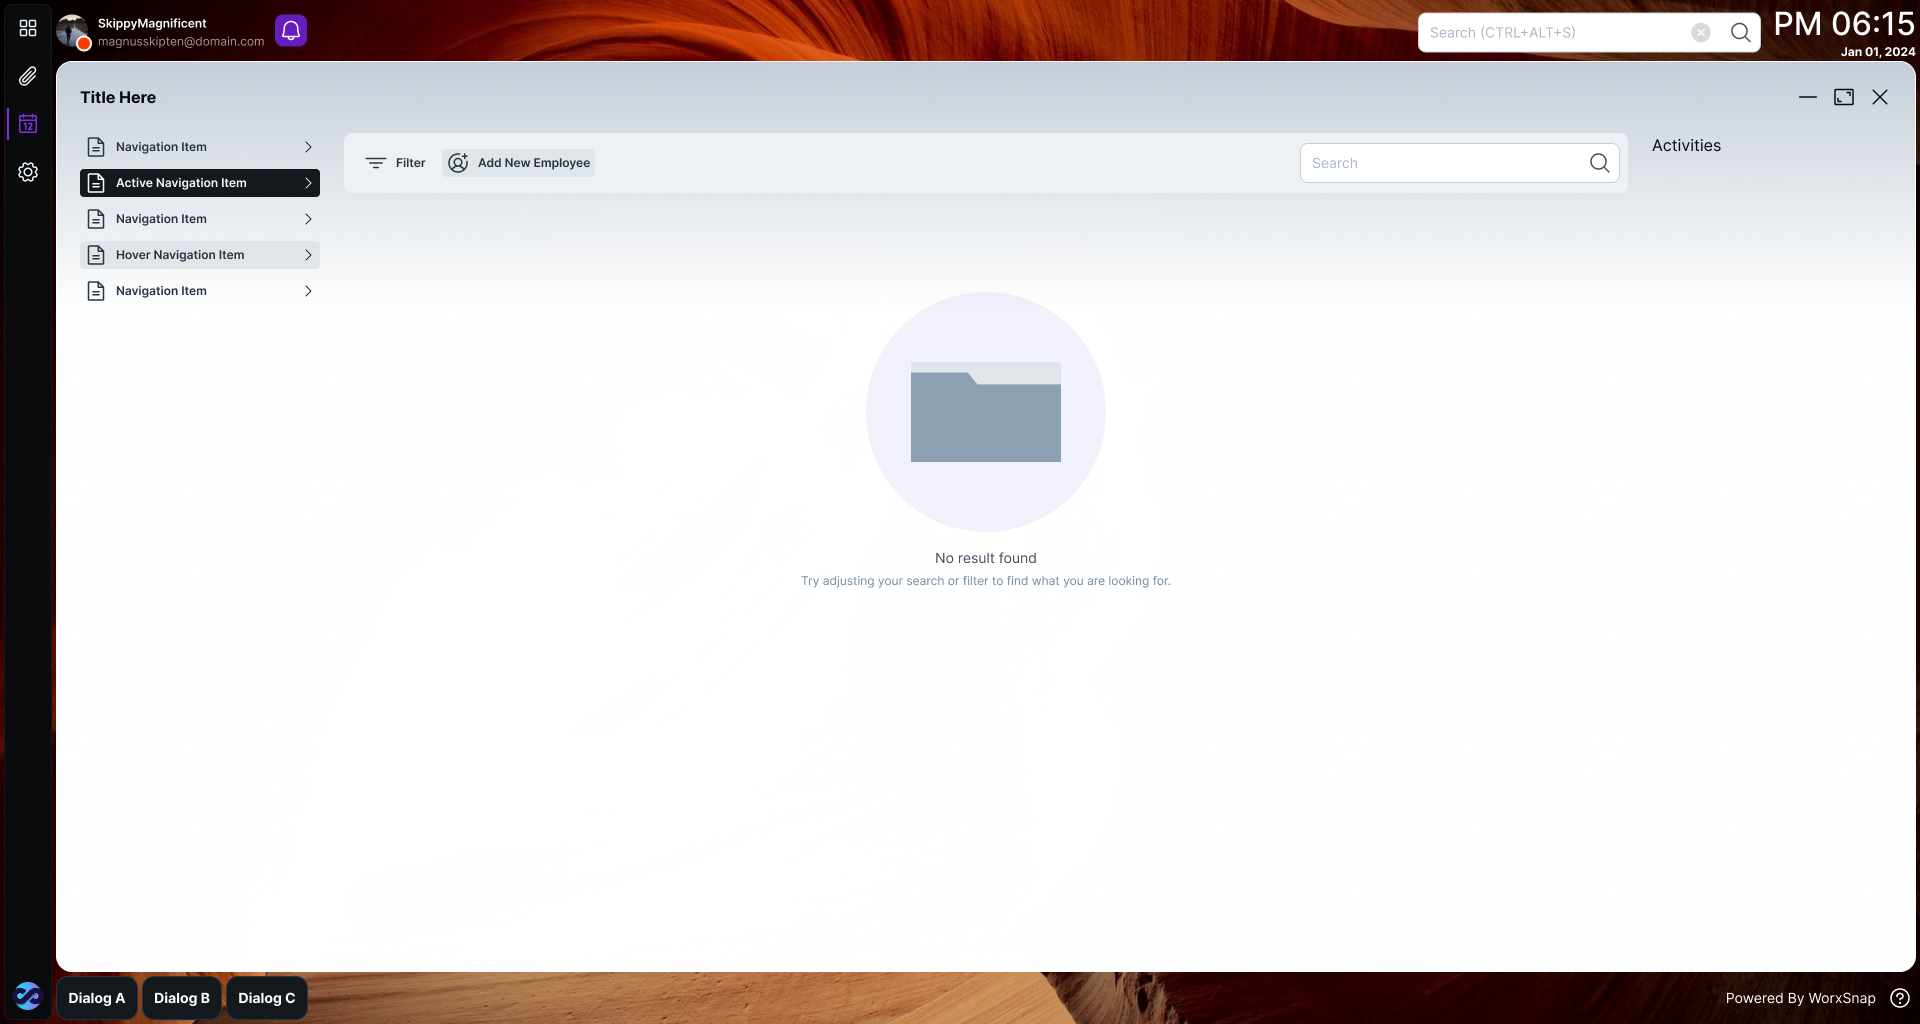 SkippyMagnificent
magnusskipten@domain.com
Search (CTRL+ALT+S)
PM 06:15
Jan 01, 2024
Title Here
12
Navigation Item
Active Navigation Item
Navigation Item
Hover Navigation Item
Navigation Item
Filter
Add New Employee
Search
Activities
No result found
Try adjusting your search or filter to find what you are looking for.
Dialog A
Dialog B
Dialog C
Powered By WorxSnap